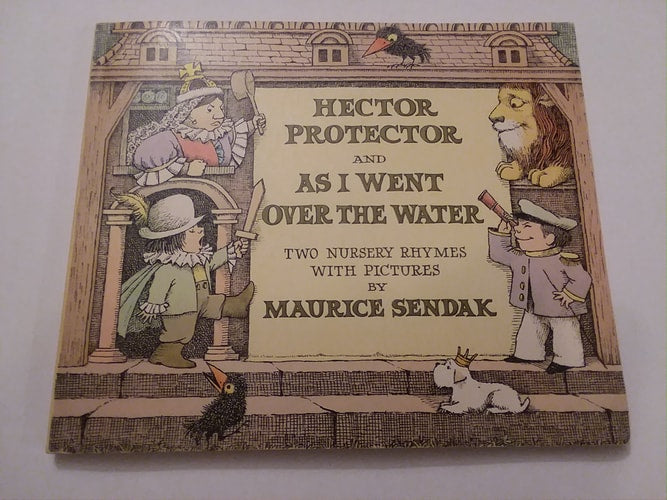 HECTOR
PROTECTOR
AND
AS I WENT
OVER THE WATER
TWO NURSERY RHYMES
WITH PICTURES
BY
MAURICE SENDAK